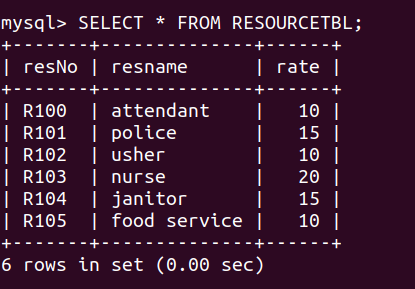 mysql> SELECT * FROM RESOURCETBL;
+-------+--------------+------+
| resNo | resname      | rate |
+-------+--------------+------+
| R100  | attendant    |   10 |
| R101  | police       |   15 |
| R102  | usher        |   10 |
| R103  | nurse        |   20 |
| R104  | janitor      |   15 |
| R105  | food service |   10 |
+-------+--------------+------+
6 rows in set (0.00 sec)